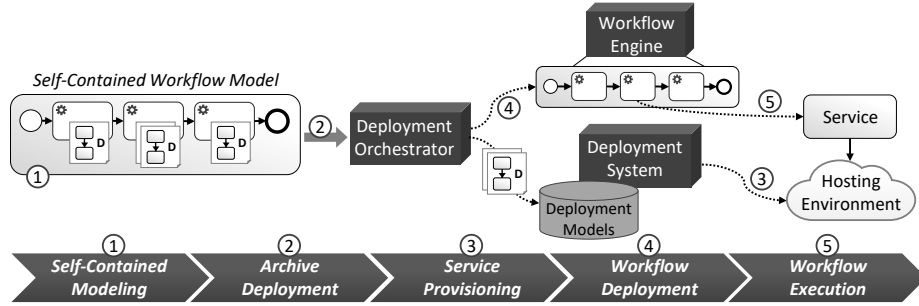 Self-Contained Workflow Model
D
D
D
1
2
Deployment
Orchestrator
4
D
Workflow
Engine
5
Service
Deployment
System
3
Deployment
Models
Hosting
Environment
1
Self-Contained
Modeling
2
Archive
Deployment
3
Service
Provisioning
4
Workflow
Deployment
5
Workflow
Execution